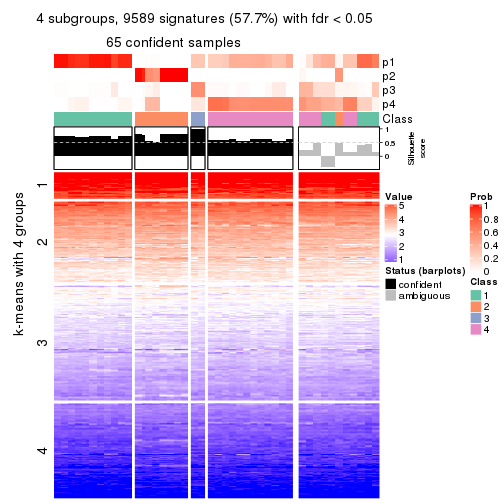 4 subgroups, 9589 signatures (57.7%) with fdr < 0.05
65 confident samples
p1
p2
p3
p4
Class
1
0.5
0
Silhouette
score
k-means with 4 groups
1
2
3
4
Value
5
4
3
2
1
Status (barplots)
confident
ambiguous
Prob
1
0.8
0.6
0.4
0.2
0
Class
1
2
3
4